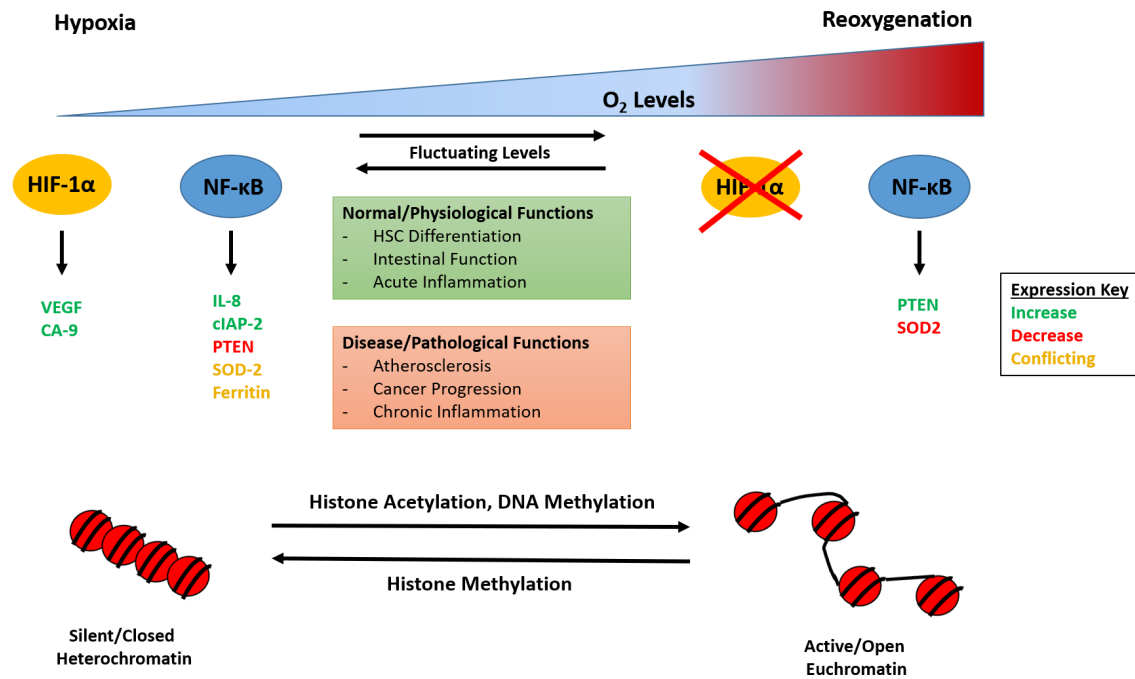 Hypoxia
Reoxygenation
O2 Levels
Fluctuating Levels
HIF-1α
NF-κB
HIF-1α
NF-κB
Normal/Physiological Functions
- HSC Differentiation
- Intestinal Function
- Acute Inflammation
VEGF
CA-9
IL-8
cIAP-2
PTEN
SOD-2
Ferritin
Disease/Pathological Functions
- Atherosclerosis
- Cancer Progression
- Chronic Inflammation
PTEN
SOD2
Expression Key
Increase
Decrease
Conflicting
Histone Acetylation, DNA Methylation
Histone Methylation
Silent/Closed
Heterochromatin
Active/Open
Euchromatin